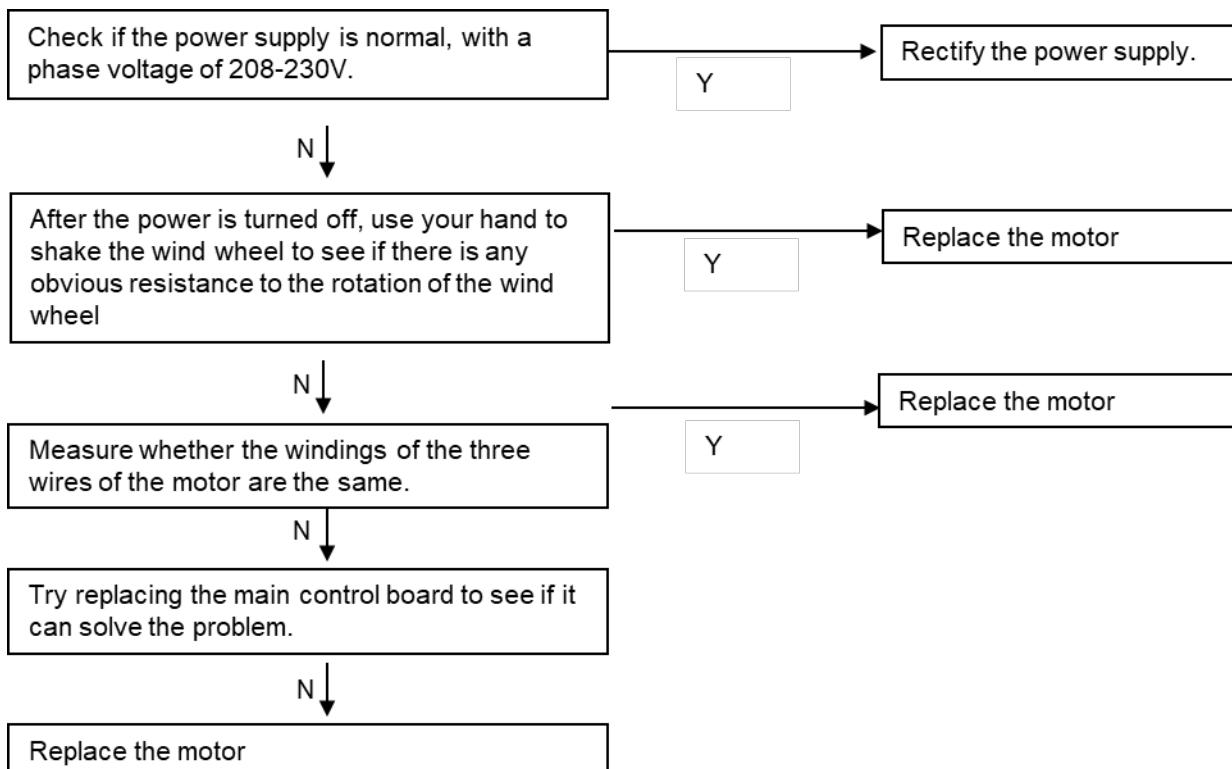 Check if the power supply is normal, with a
phase voltage of 208-230V.
Y
Rectify the power supply.
N
After the power is turned off, use your hand to
shake the wind wheel to see if there is any
obvious resistance to the rotation of the wind
wheel
Y
Replace the motor
N
Measure whether the windings of the three
wires of the motor are the same.
Y
Replace the motor
N
Try replacing the main control board to see if it
can solve the problem.
N
Replace the motor